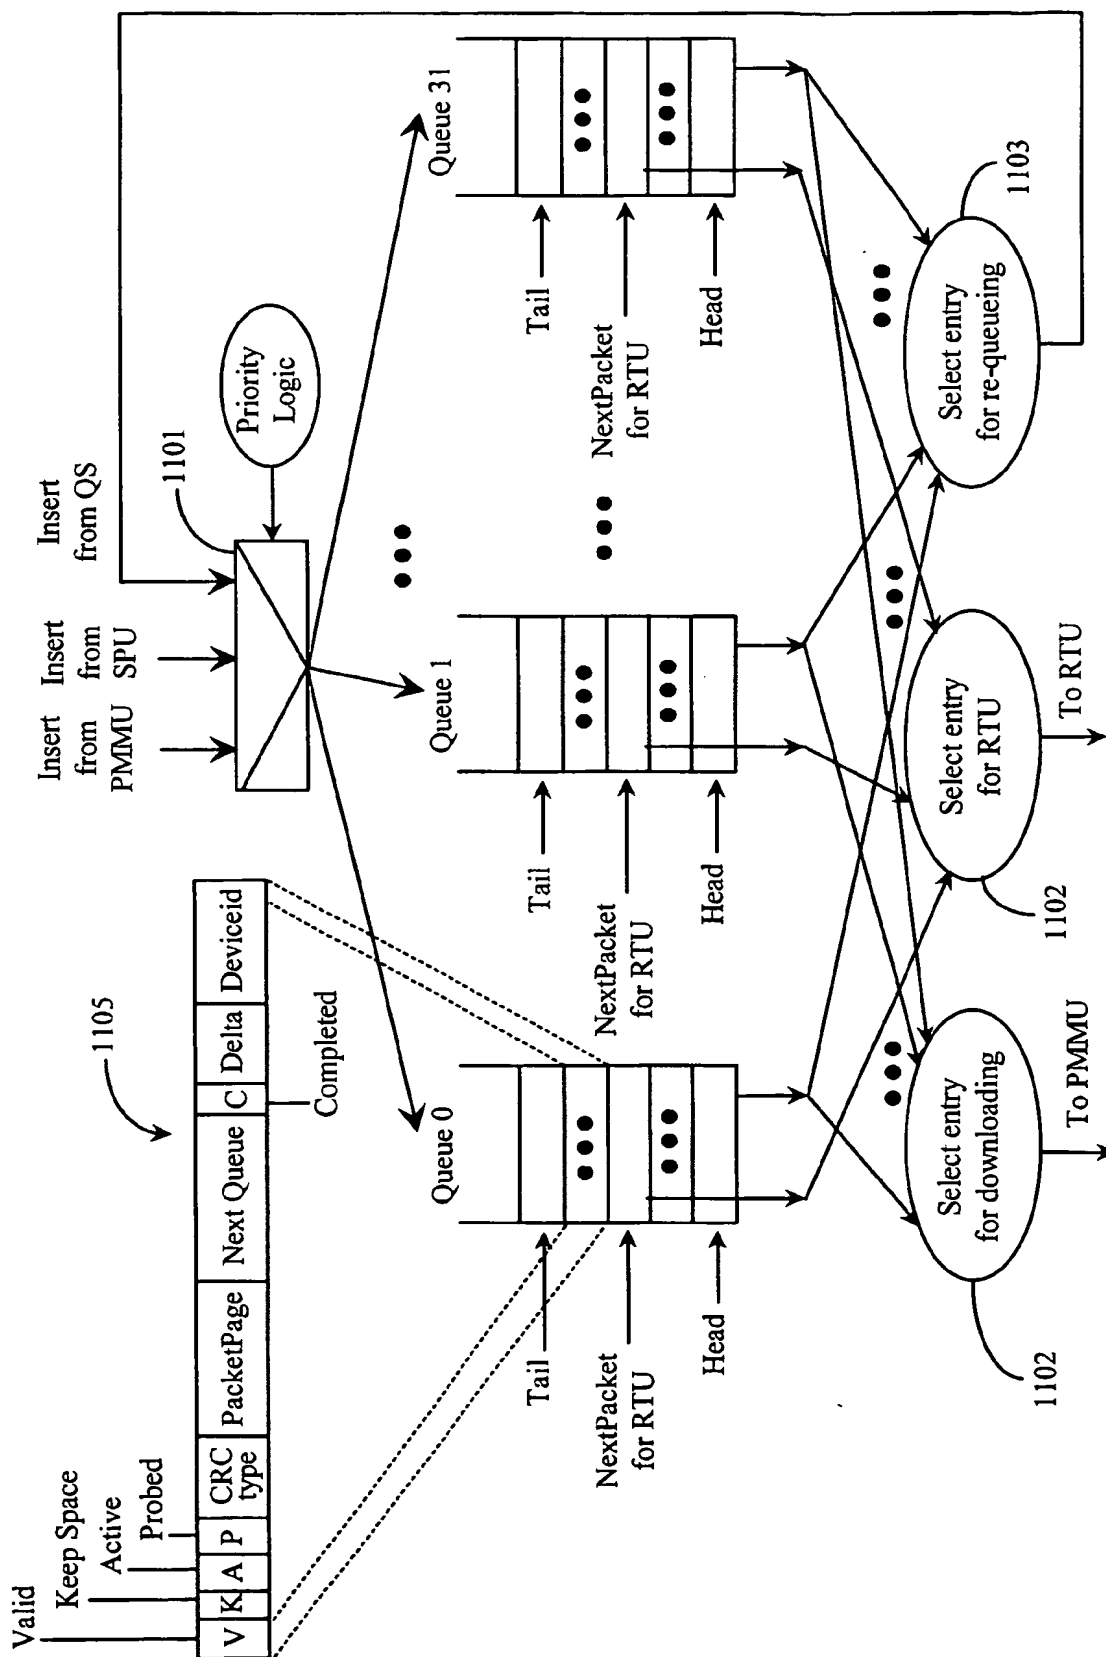 Valid
Keep Space
Active
Probed
V
K
A
P
CRC
type
PacketPage
Next Queue
C
Delta
Deviceid
Completed
1105
Insert
from
PMMU
Insert
from
SPU
Insert
from QS
1101
Priority
Logic
Queue 0
Queue 1
Queue 31
Tail
NextPacket
for RTU
Head
Tail
NextPacket
for RTU
Head
Tail
NextPacket
for RTU
Head
Select entry
for downloading
1102
To PMMU
Select entry
for RTU
1102
To RTU
Select entry
for re-queueing
1103